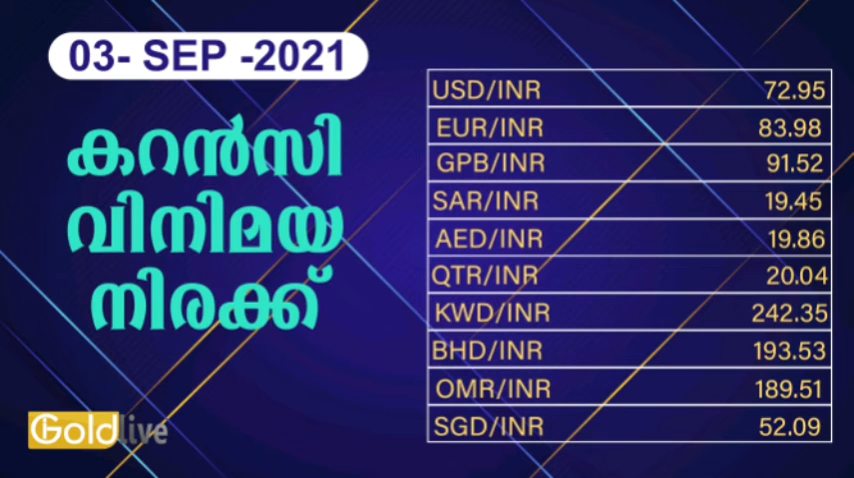 03- SEP -2021
കറൻസി
വിനിമയ
നിരക്ക്
USD/INR 72.95
EUR/INR 83.98
GPB/INR 91.52
SAR/INR 19.45
AED/INR 19.86
QTR/INR 20.04
KWD/INR 242.35
BHD/INR 193.53
OMR/INR 189.51
SGD/INR 52.09
Goldlive